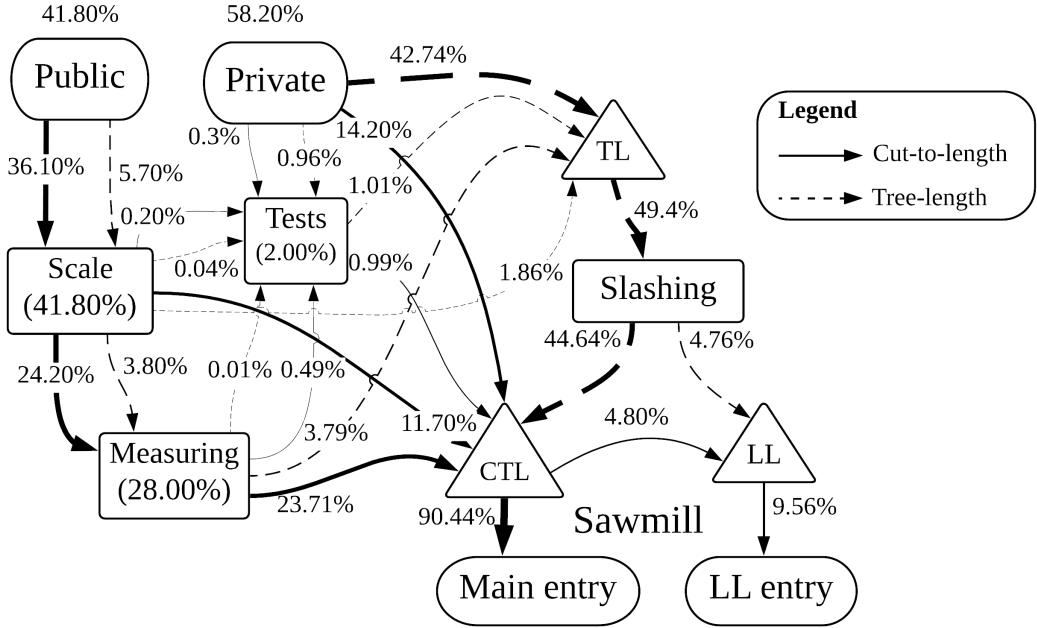 41.80%
58.20%
Public
Private
42.74%
Legend
Cut-to-length
Tree-length
0.3%
14.20%
36.10%
5.70%
0.96%
TL
1.01%
0.20%
Tests
(2.00%)
49.4%
Scale
(41.80%)
0.04%
0.99%
1.86%
Slashing
44.64%
4.76%
24.20%
3.80%
0.01%
0.49%
3.79%
11.70%
4.80%
Measuring
(28.00%)
CTL
LL
23.71%
90.44%
Sawmill
9.56%
Main entry
LL entry